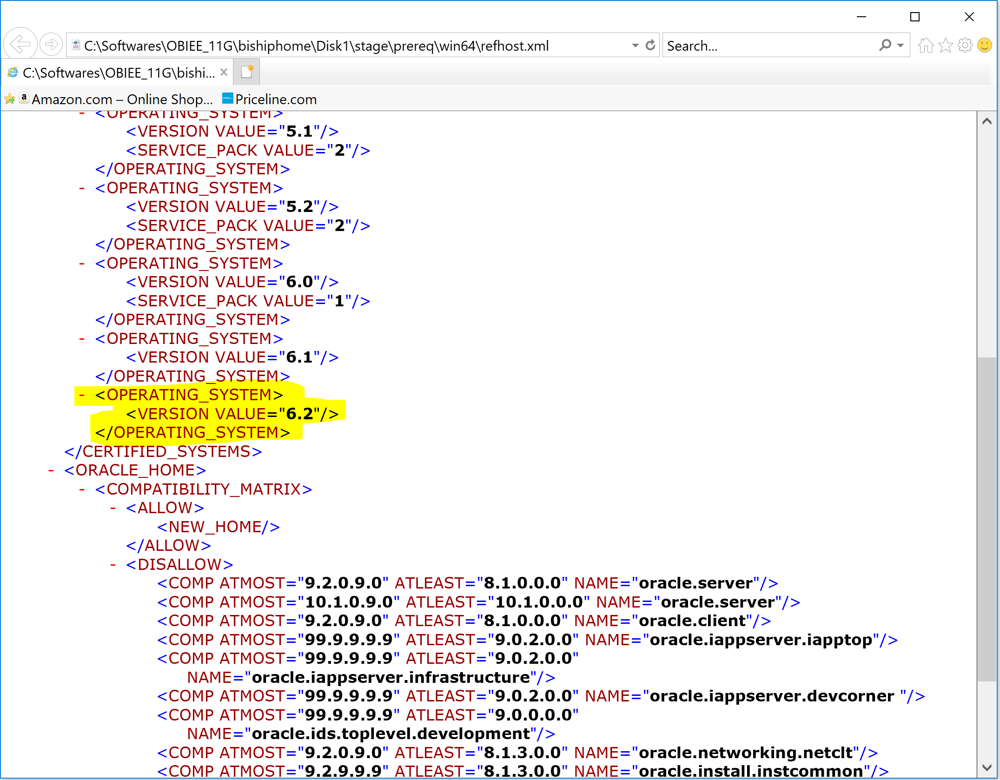 C:\Softwares\OBIEE_11G\bishiphome\Disk1\stage\prereq\win64\refhost.xml
Search...
C:\Softwares\OBIEE_11G\bishi...
Amazon.com – Online Shop...
Priceline.com
- <OPERATING_SYSTEM>
<VERSION VALUE="5.1"/>
<SERVICE_PACK VALUE="2"/>
</OPERATING_SYSTEM>
- <OPERATING_SYSTEM>
<VERSION VALUE="5.2"/>
<SERVICE_PACK VALUE="2"/>
</OPERATING_SYSTEM>
- <OPERATING_SYSTEM>
<VERSION VALUE="6.0"/>
<SERVICE_PACK VALUE="1"/>
</OPERATING_SYSTEM>
- <OPERATING_SYSTEM>
<VERSION VALUE="6.1"/>
</OPERATING_SYSTEM>
- <OPERATING_SYSTEM>
<VERSION VALUE="6.2"/>
</OPERATING_SYSTEM>
</CERTIFIED_SYSTEMS>
- <ORACLE_HOME>
- <COMPATIBILITY_MATRIX>
- <ALLOW>
<NEW_HOME/>
</ALLOW>
- <DISALLOW>
<COMP ATMOST="9.2.0.9.0" ATLEAST="8.1.0.0.0" NAME="oracle.server"/>
<COMP ATMOST="10.1.0.9.0" ATLEAST="10.1.0.0.0" NAME="oracle.server"/>
<COMP ATMOST="9.2.0.9.0" ATLEAST="8.1.0.0.0" NAME="oracle.client"/>
<COMP ATMOST="99.9.9.9.9" ATLEAST="9.0.2.0.0" NAME="oracle.iappserver.iapptop"/>
<COMP ATMOST="99.9.9.9.9" ATLEAST="9.0.2.0.0"
NAME="oracle.iappserver.infrastructure"/>
<COMP ATMOST="99.9.9.9.9" ATLEAST="9.0.2.0.0" NAME="oracle.iappserver.devcorner "/>
<COMP ATMOST="99.9.9.9.9" ATLEAST="9.0.0.0.0"
NAME="oracle.ids.toplevel.development"/>
<COMP ATMOST="9.2.0.9.0" ATLEAST="8.1.3.0.0" NAME="oracle.networking.netclt"/>
<COMP ATMOST="9.2.9.9.9" ATLEAST="8.1.3.0.0" NAME="oracle.install.instcommon"/>